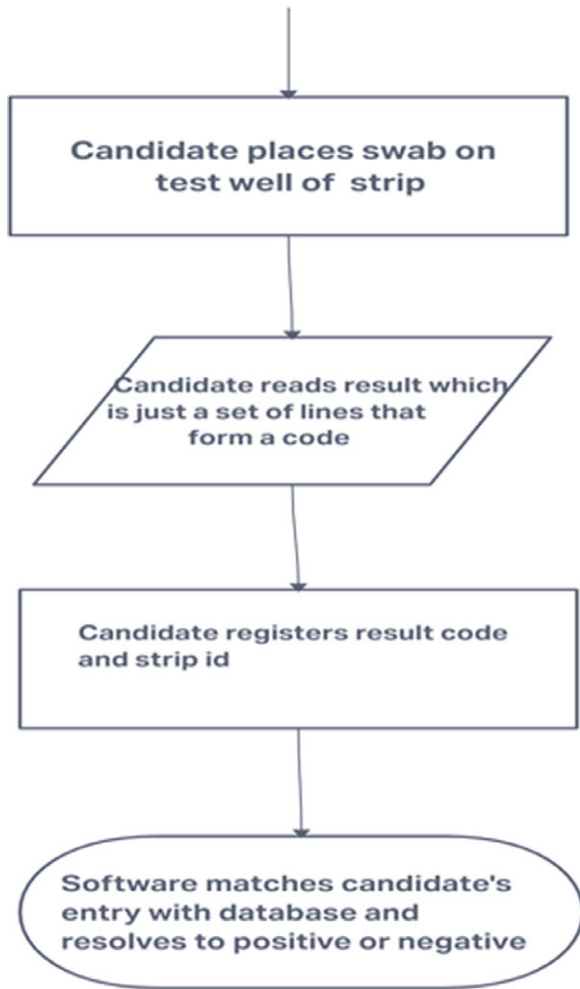 Candidate places swab on
test well of strip
Candidate reads result which
is just a set of lines that
form a code
Candidate registers result code
and strip id
Software matches candidate's
entry with database and
resolves to positive or negative